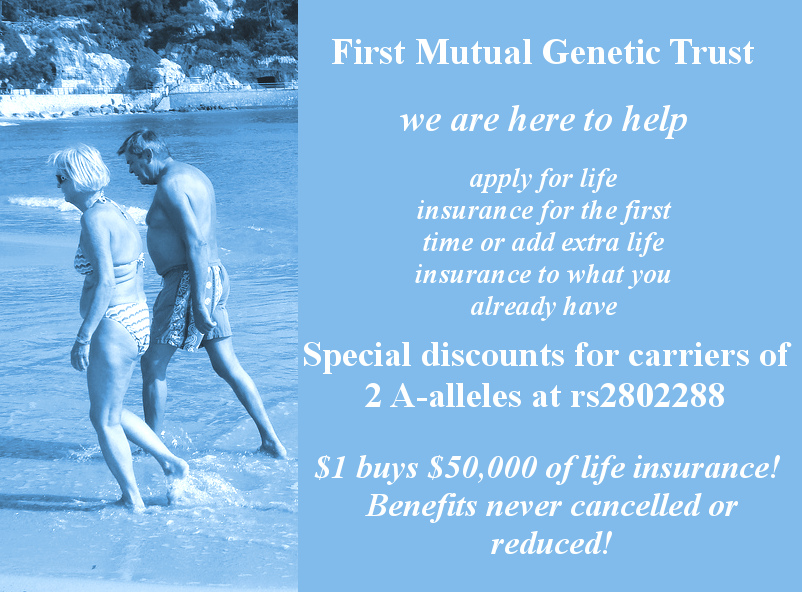 First Mutual Genetic Trust
we are here to help
apply for life
insurance for the first
time or add extra life
insurance to what you
already have
Special discounts for carriers of
2 A-alleles at rs2802288
$1 buys $50,000 of life insurance!
Benefits never cancelled or
reduced!